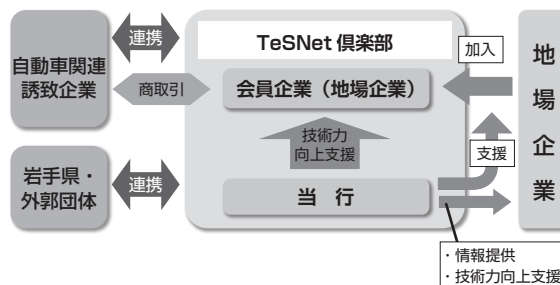 自動車関連
誘致企業
連携
商取引
TeSNet 倶楽部
会員企業（地場企業）
加入
地
場
企
業
技術力
向上支援
支援
岩手県・
外郭団体
連携
当 行
・情報提供
・技術力向上支援